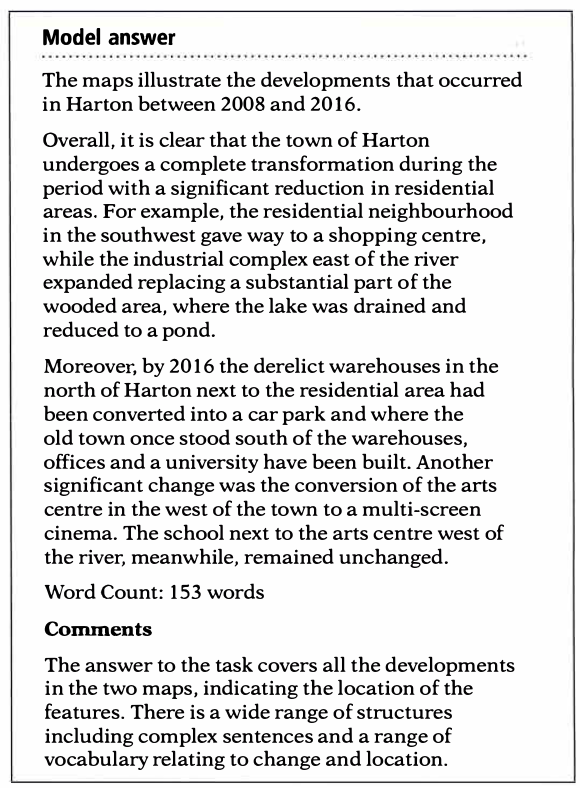 Model answer
The maps illustrate the developments that occurred
in Harton between 2008 and 2016.
Overall, it is clear that the town of Harton
undergoes a complete transformation during the
period with a significant reduction in residential
areas. For example, the residential neighbourhood
in the southwest gave way to a shopping centre,
while the industrial complex east of the river
expanded replacing a substantial part of the
wooded area, where the lake was drained and
reduced to a pond.
Moreover, by 2016 the derelict warehouses in the
north of Harton next to the residential area had
been converted into a car park and where the
old town once stood south of the warehouses,
offices and a university have been built. Another
significant change was the conversion of the arts
centre in the west of the town to a multi-screen
cinema. The school next to the arts centre west of
the river, meanwhile, remained unchanged.
Word Count: 153 words
Comments
The answer to the task covers all the developments
in the two maps, indicating the location of the
features. There is a wide range of structures
including complex sentences and a range of
vocabulary relating to change and location.